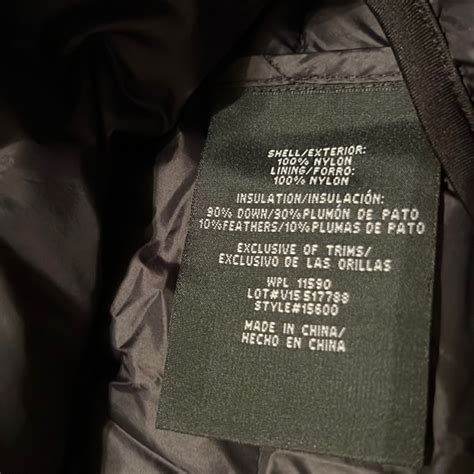 SHELL/EXTERIOR:
100% NYLON
LINING/FORRO:
100% NYLON
INSULATION/INSULACIÓN:
90% DOWN/90% PLUMÓN DE PATO
10% FEATHERS/10% PLUMAS DE PATO
EXCLUSIVE OF TRIMS/
EXCLUSIVO DE LAS ORILLAS
WPL 11590
LOT#V15517788
STYLE#15600
MADE IN CHINA/
HECHO EN CHINA